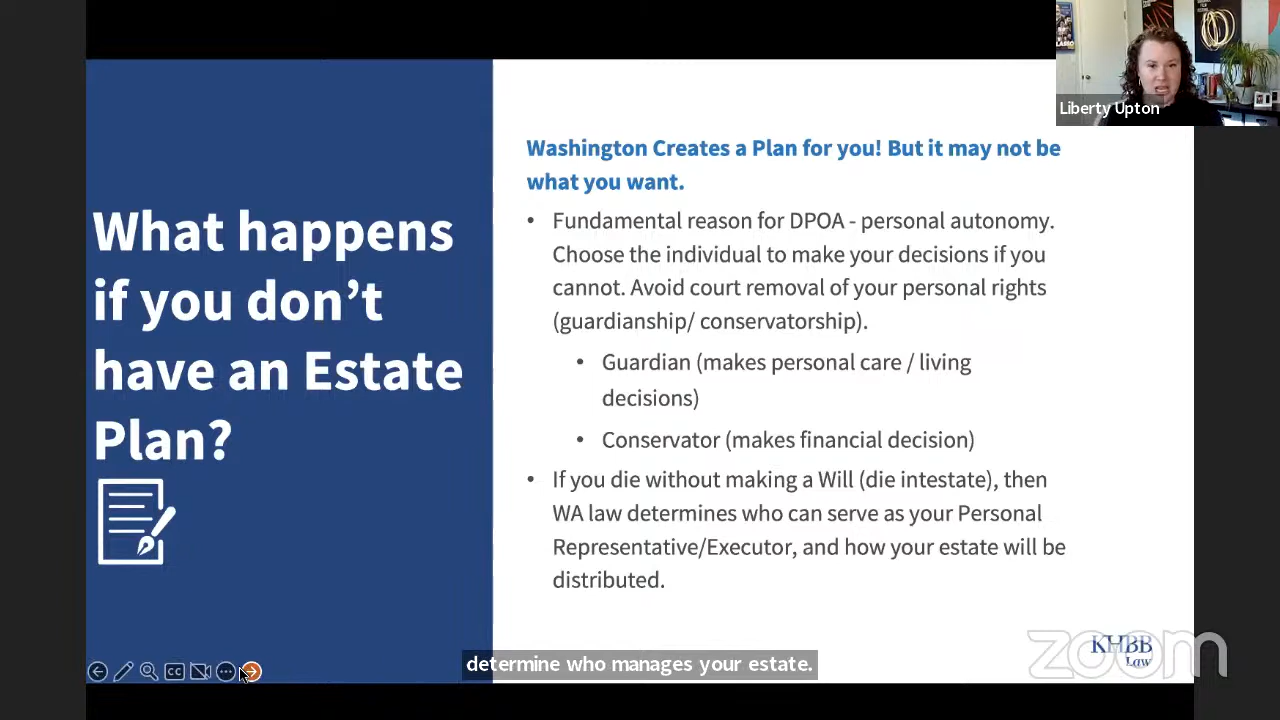 Liberty Upton
What happens
if you don’t
have an Estate
Plan?
Washington Creates a Plan for you! But it may not be
what you want.
• Fundamental reason for DPOA - personal autonomy.
Choose the individual to make your decisions if you
cannot. Avoid court removal of your personal rights
(guardianship/ conservatorship).
• Guardian (makes personal care / living
decisions)
• Conservator (makes financial decision)
• If you die without making a Will (die intestate), then
WA law determines who can serve as your Personal
Representative/Executor, and how your estate will be
distributed.
KHBB
Law
zoom
CC
determine who manages your estate.